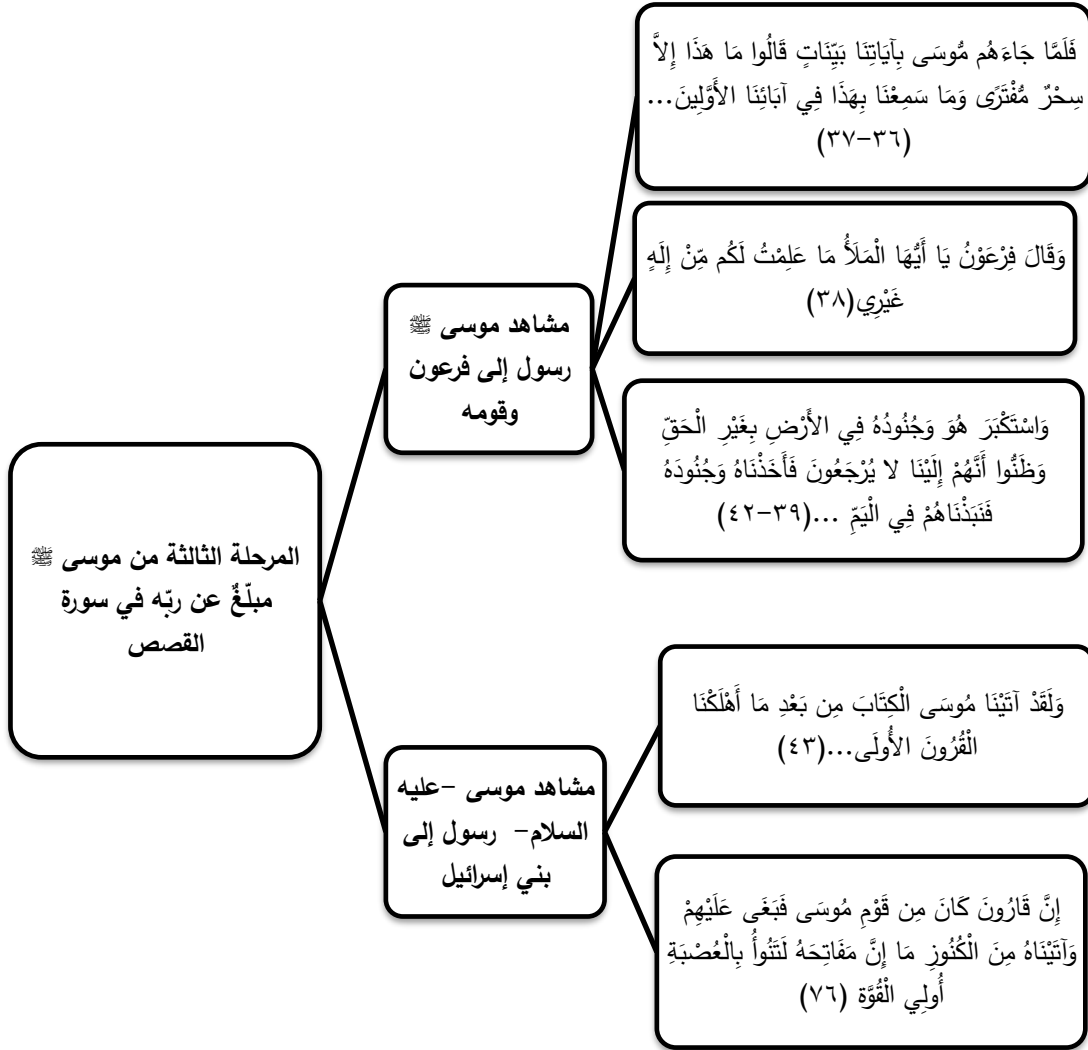 المرحلة الثالثة من موسى ﷺ
مبلّغٌ عن ربّه في سورة
القصص
مشاهد موسى ﷺ
رسول إلى فرعون
وقومه
فَلَمَّا جَاءَهُم مُّوسَى بِآيَاتِنَا بَيِّنَاتٍ قَالُوا مَا هَذَا إِلاَّ
سِحْرٌ مُّفْتَرًى وَمَا سَمِعْنَا بِهَذَا فِي آبَائِنَا الأَوَّلِينَ...
(٣٦-٣٧)
وَقَالَ فِرْعَوْنُ يَا أَيُّهَا الْمَلَأُ مَا عَلِمْتُ لَكُم مِّنْ إِلَهٍ
غَيْرِي(٣٨)
وَاسْتَكْبَرَ هُوَ وَجُنُودُهُ فِي الأَرْضِ بِغَيْرِ الْحَقِّ
وَظَنُّوا أَنَّهُمْ إِلَيْنَا لا يُرْجَعُونَ فَأَخَذْنَاهُ وَجُنُودَهُ
فَنَبَذْنَاهُمْ فِي الْيَمِّ ...(٣٩-٤٢)
مشاهد موسى -عليه
السلام- رسول إلى
بني إسرائيل
وَلَقَدْ آتَيْنَا مُوسَى الْكِتَابَ مِن بَعْدِ مَا أَهْلَكْنَا
الْقُرُونَ الأُولَى...(٤٣)
إِنَّ قَارُونَ كَانَ مِن قَوْمِ مُوسَى فَبَغَى عَلَيْهِمْ
وَآتَيْنَاهُ مِنَ الْكُنُوزِ مَا إِنَّ مَفَاتِحَهُ لَتَنُوأُ بِالْعُصْبَةِ
أُولِي الْقُوَّة (٧٦)